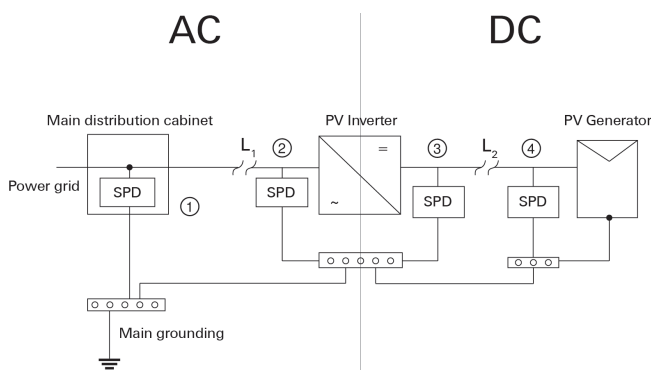 AC
DC
Main distribution cabinet
PV Inverter
PV Generator
L1
②
=
③
L2
④
Power grid
SPD
①
SPD
~
SPD
SPD
Main grounding